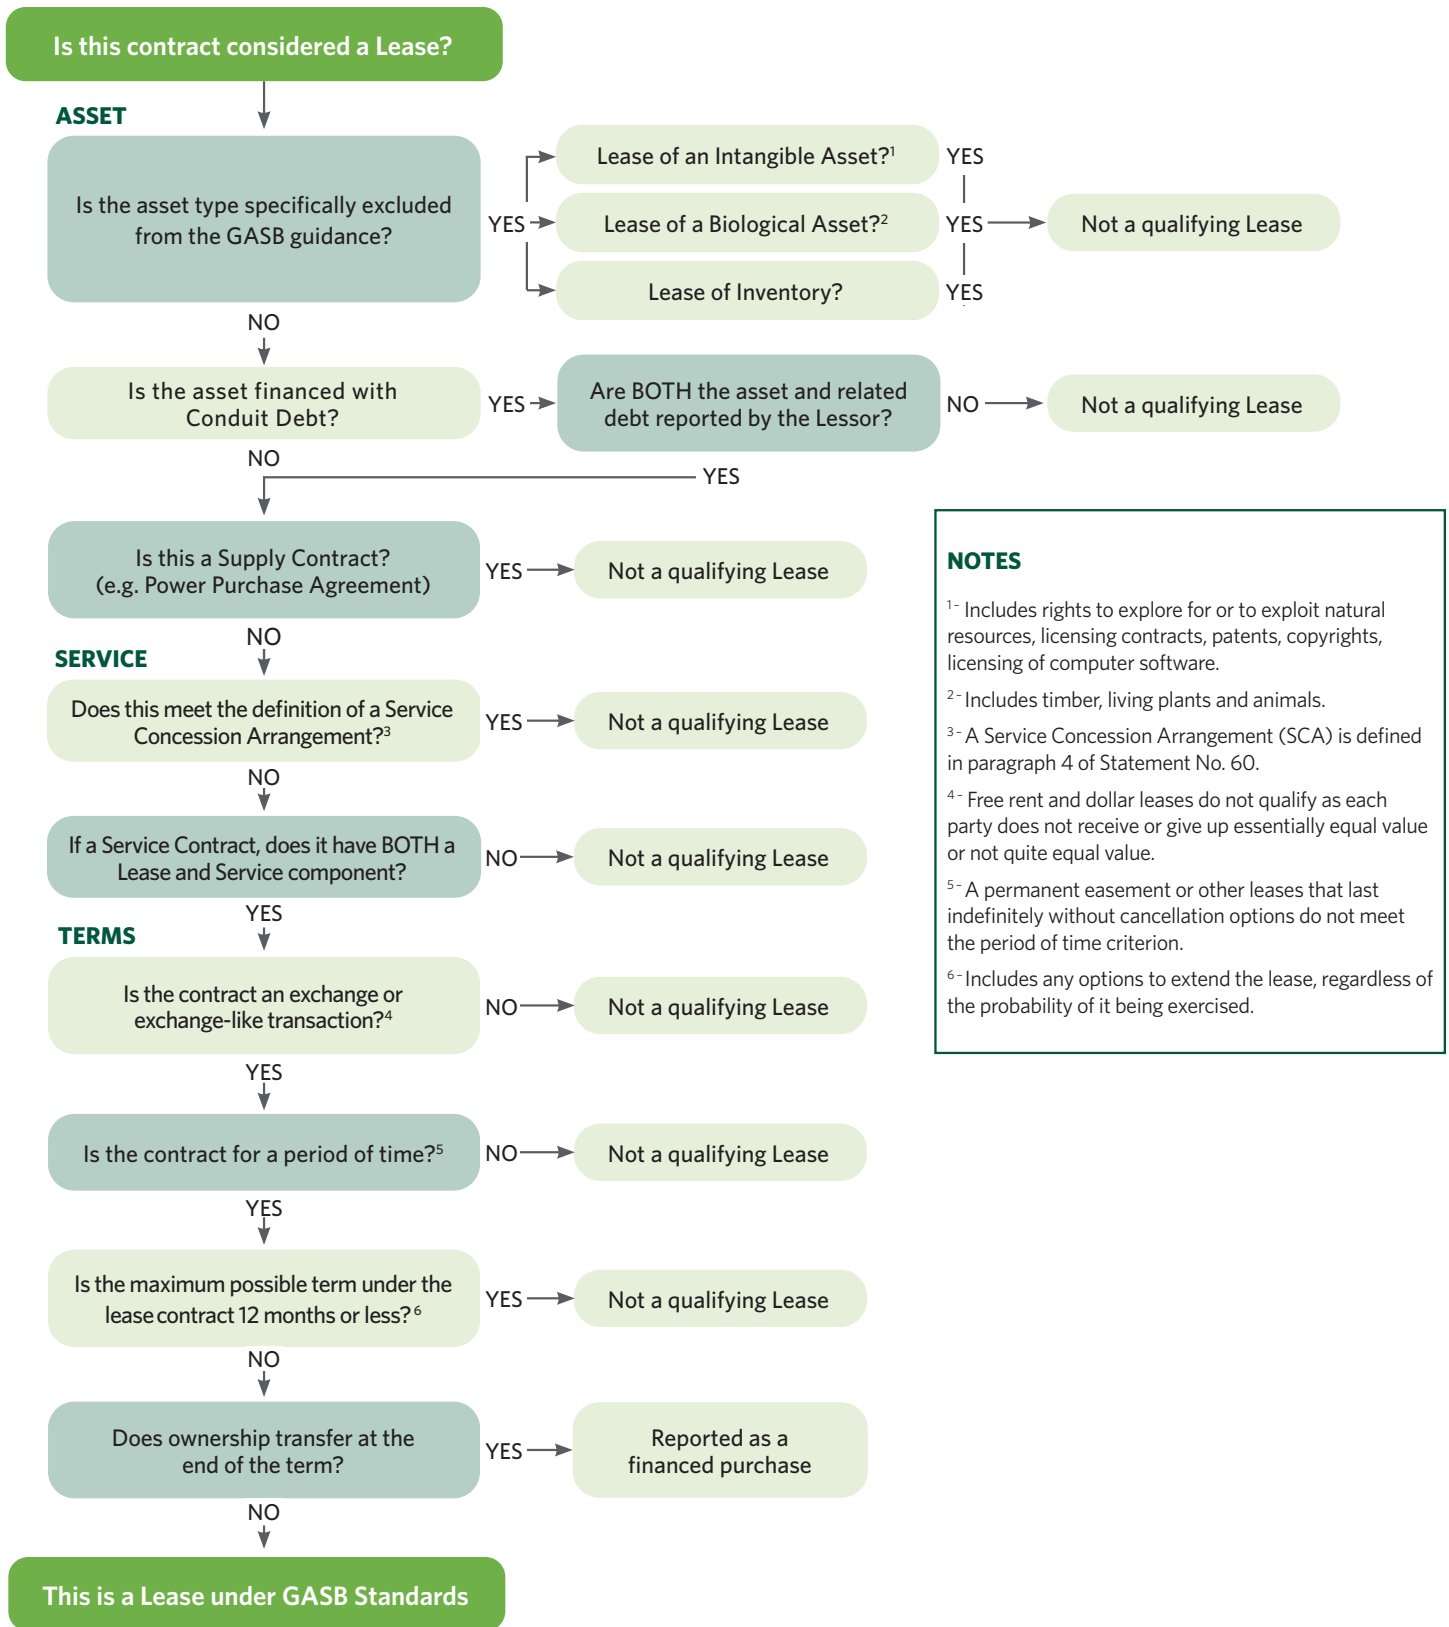 Is this contract considered a Lease?
ASSET
Is the asset type specifically excluded
from the GASB guidance?
YES
Lease of an Intangible Asset?¹
YES
Lease of a Biological Asset?²
YES
Not a qualifying Lease
Lease of Inventory?
YES
NO
Is the asset financed with
Conduit Debt?
YES
Are BOTH the asset and related
debt reported by the Lessor?
NO
Not a qualifying Lease
NO
YES
Is this a Supply Contract?
(e.g. Power Purchase Agreement)
YES
Not a qualifying Lease
NO
SERVICE
Does this meet the definition of a Service
Concession Arrangement?³
YES
Not a qualifying Lease
NO
If a Service Contract, does it have BOTH a
Lease and Service component?
NO
Not a qualifying Lease
YES
TERMS
Is the contract an exchange or
exchange-like transaction?⁴
NO
Not a qualifying Lease
YES
Is the contract for a period of time?⁵
NO
Not a qualifying Lease
YES
Is the maximum possible term under the
lease contract 12 months or less?⁶
YES
Not a qualifying Lease
NO
Does ownership transfer at the
end of the term?
YES
Reported as a
financed purchase
NO
This is a Lease under GASB Standards
NOTES
¹- Includes rights to explore for or to exploit natural
resources, licensing contracts, patents, copyrights,
licensing of computer software.
²- Includes timber, living plants and animals.
³- A Service Concession Arrangement (SCA) is defined
in paragraph 4 of Statement No. 60.
⁴- Free rent and dollar leases do not qualify as each
party does not receive or give up essentially equal value
or not quite equal value.
⁵- A permanent easement or other leases that last
indefinitely without cancellation options do not meet
the period of time criterion.
⁶- Includes any options to extend the lease, regardless of
the probability of it being exercised.